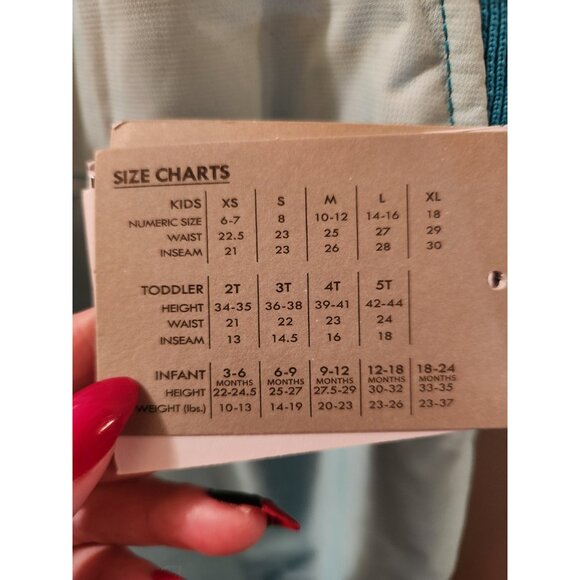 SIZE CHARTS
KIDS XS S M L XL
NUMERIC SIZE 6-7 8 10-12 14-16 18
WAIST 22.5 23 25 27 29
INSEAM 21 23 26 28 30
TODDLER 2T 3T 4T 5T
HEIGHT 34-35 36-38 39-41 42-44
WAIST 21 22 23 24
INSEAM 13 14.5 16 18
INFANT 3-6 6-9 9-12 12-18 18-24
MONTHS MONTHS MONTHS MONTHS MONTHS
HEIGHT 22-24.5 25-27 27.5-29 30-32 33-35
WEIGHT (lbs.) 10-13 14-19 20-23 23-26 23-37